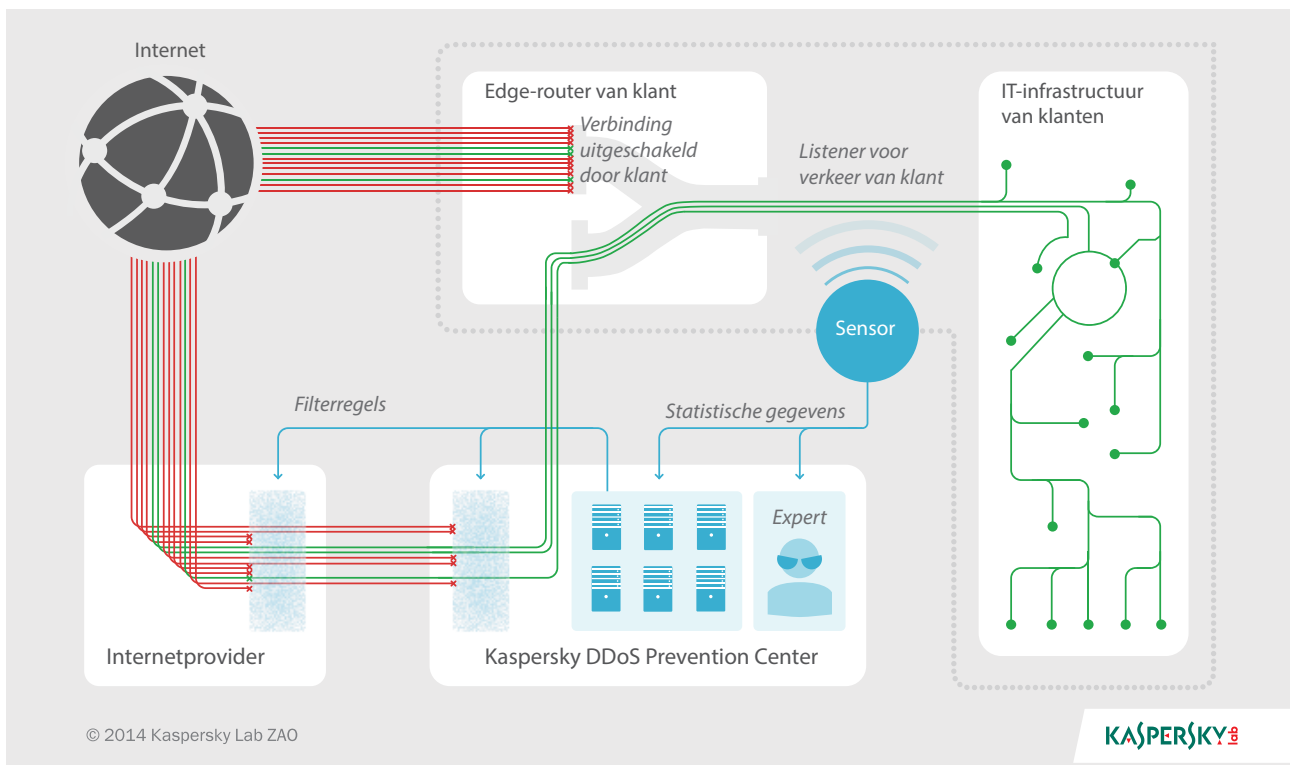 Internet
Edge-router van klant
Verbinding
uitgeschakeld
door klant
Listener voor
verkeer van klant
IT-infrastructuur
van klanten
Sensor
Filterregels
Statistische gegevens
Expert
Internetprovider
Kaspersky DDoS Prevention Center
© 2014 Kaspersky Lab ZAO
KASPERSKY lab